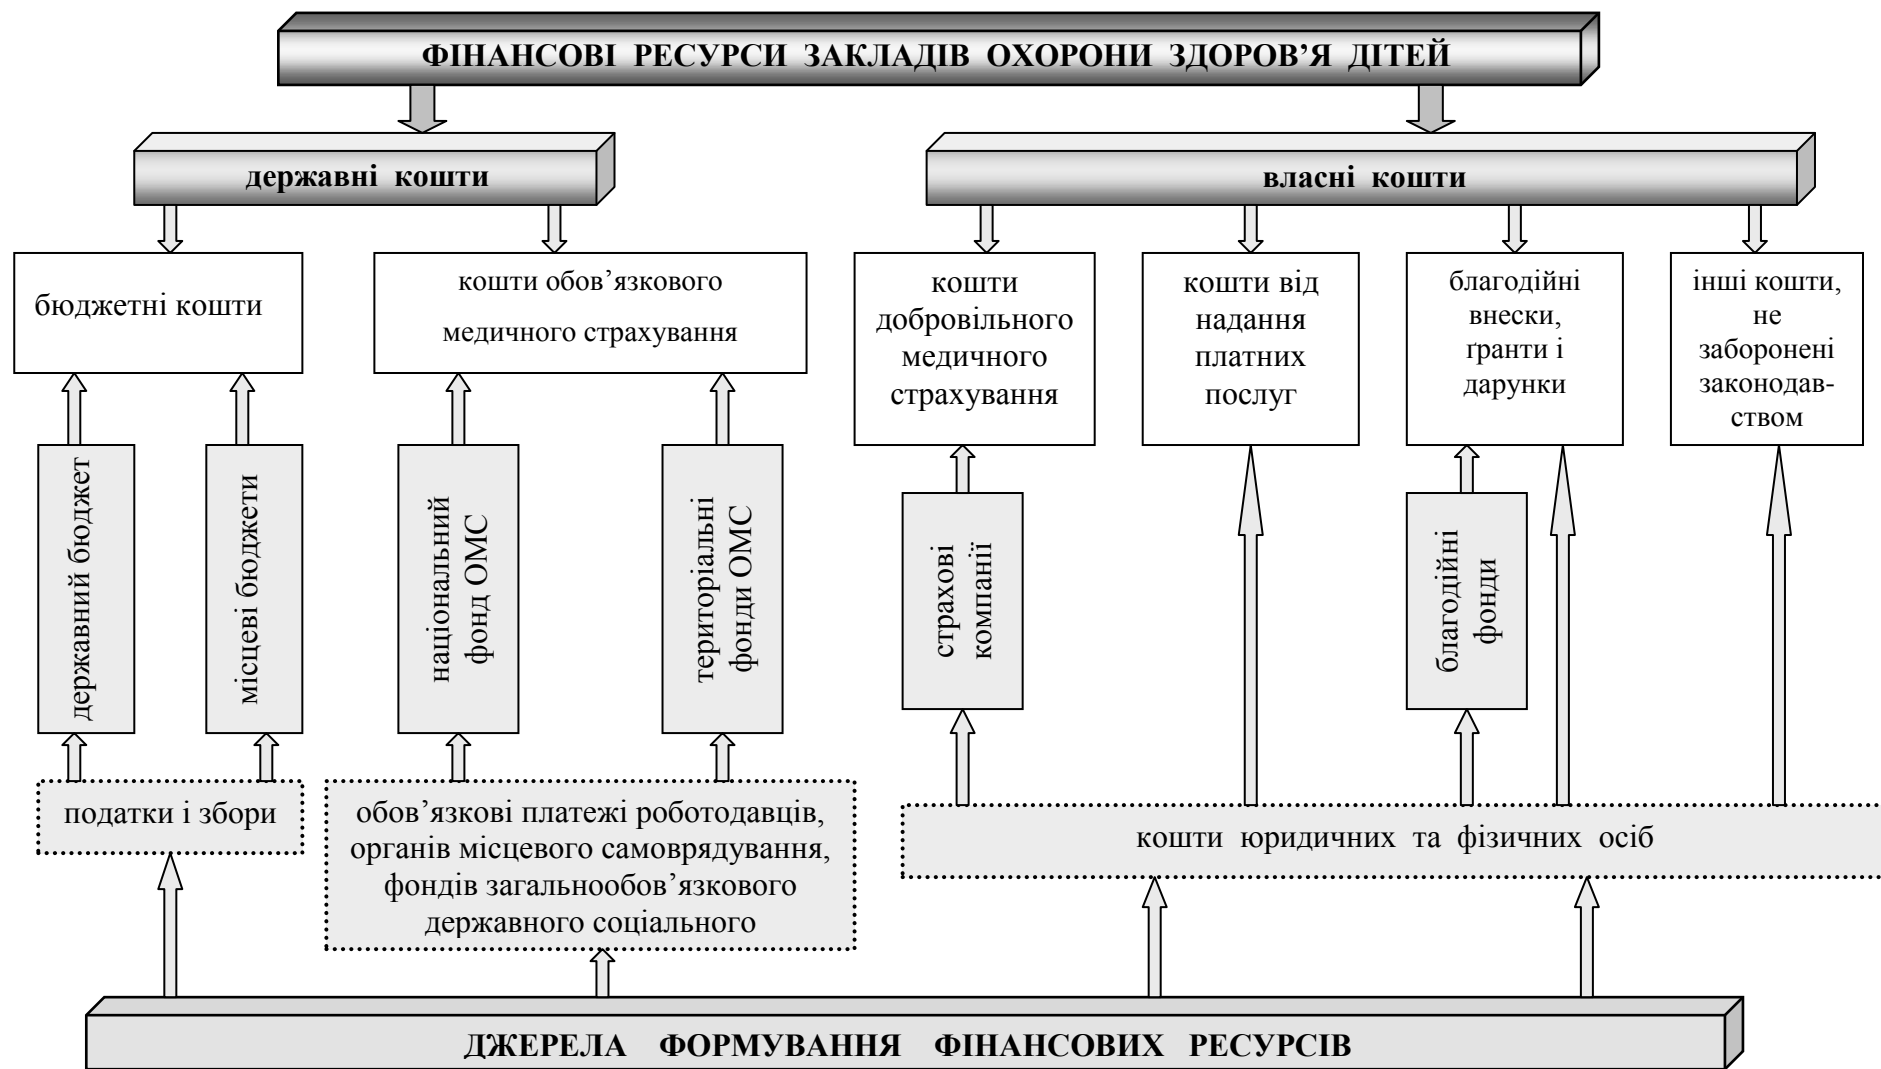 ФІНАНСОВІ РЕСУРСИ ЗАКЛАДІВ ОХОРОНИ ЗДОРОВ’Я ДІТЕЙ
державні кошти
власні кошти
бюджетні кошти
кошти обов’язкового
медичного страхування
кошти
добровільного
медичного
страхування
кошти від
надання
платних
послуг
благодійні
внески,
ґранти і
дарунки
інші кошти,
не
заборонені
законодав-
ством
державний бюджет
місцеві бюджети
національний
фонд ОМС
територіальні
фонди ОМС
страхові
компанії
благодійні
фонди
податки і збори
обов’язкові платежі роботодавців,
органів місцевого самоврядування,
фондів загальнообов’язкового
державного соціального
кошти юридичних та фізичних осіб
ДЖЕРЕЛА ФОРМУВАННЯ ФІНАНСОВИХ РЕСУРСІВ